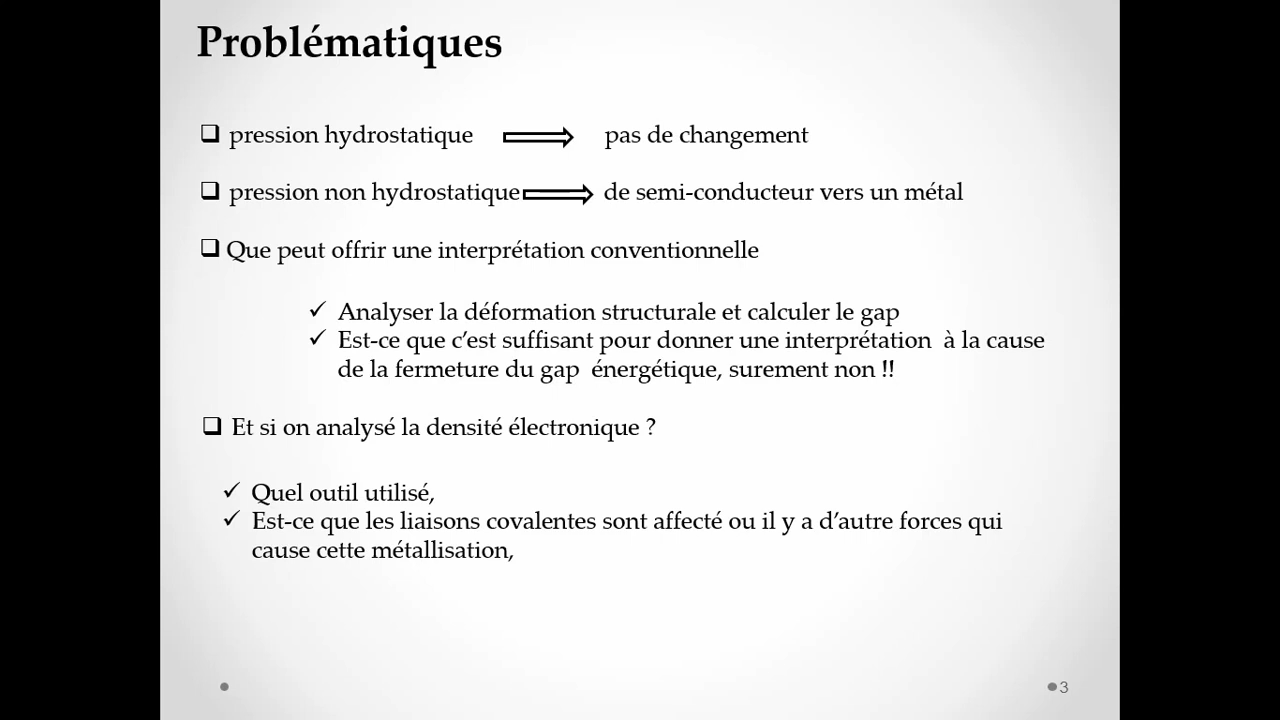 Problématiques
pression hydrostatique pas de changement
pression non hydrostatique de semi-conducteur vers un métal
Que peut offrir une interprétation conventionnelle
Analyser la déformation structurale et calculer le gap
Est-ce que c’est suffisant pour donner une interprétation à la cause
de la fermeture du gap énergétique, surement non !!
Et si on analysé la densité électronique ?
Quel outil utilisé,
Est-ce que les liaisons covalentes sont affecté ou il y a d’autre forces qui
cause cette métallisation,
3